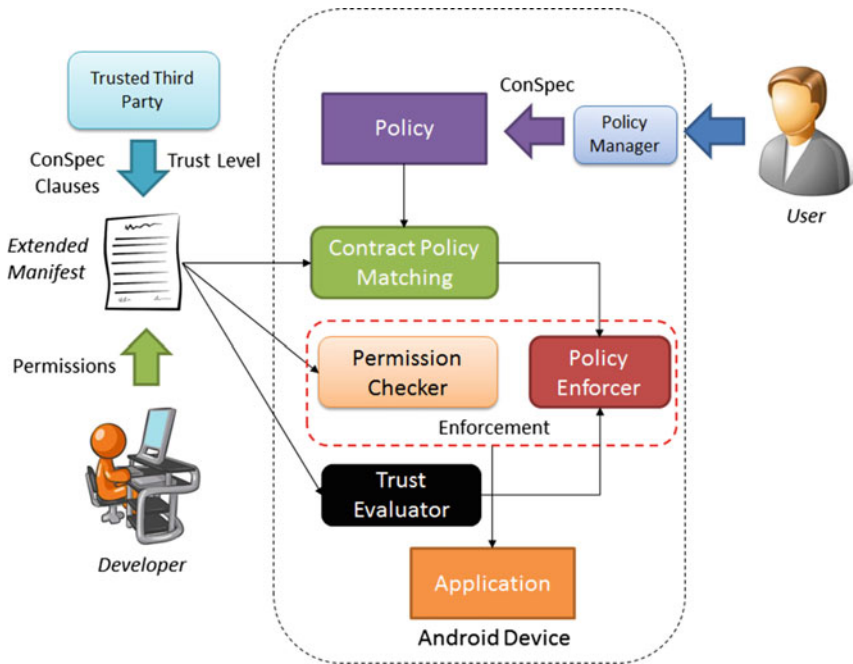 Trusted Third
Party
ConSpec
Clauses
Trust Level
Extended
Manifest
Permissions
Developer
Policy
ConSpec
Policy
Manager
User
Contract Policy
Matching
Permission
Checker
Policy
Enforcer
Enforcement
Trust
Evaluator
Application
Android Device